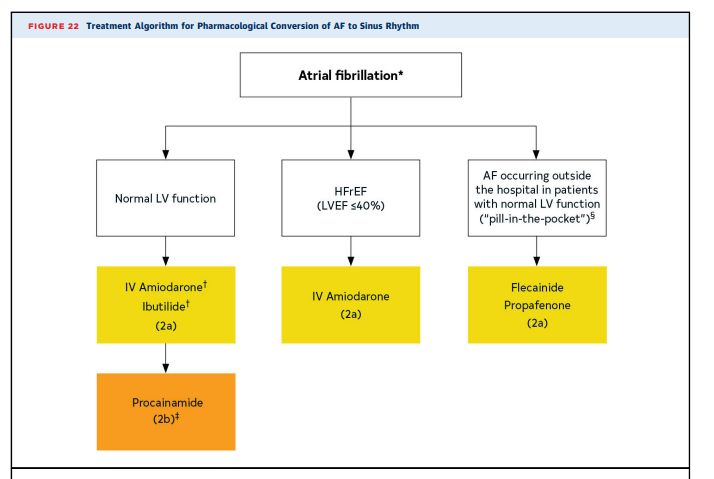 FIGURE 22 Treatment Algorithm for Pharmacological Conversion of AF to Sinus Rhythm
Atrial fibrillation*
Normal LV function
HFrEF
(LVEF ≤40%)
AF occurring outside
the hospital in patients
with normal LV function
("pill-in-the-pocket")§
IV Amiodarone†
Ibutilide†
(2a)
IV Amiodarone
(2a)
Flecainide
Propafenone
(2a)
Procainamide
(2b)‡